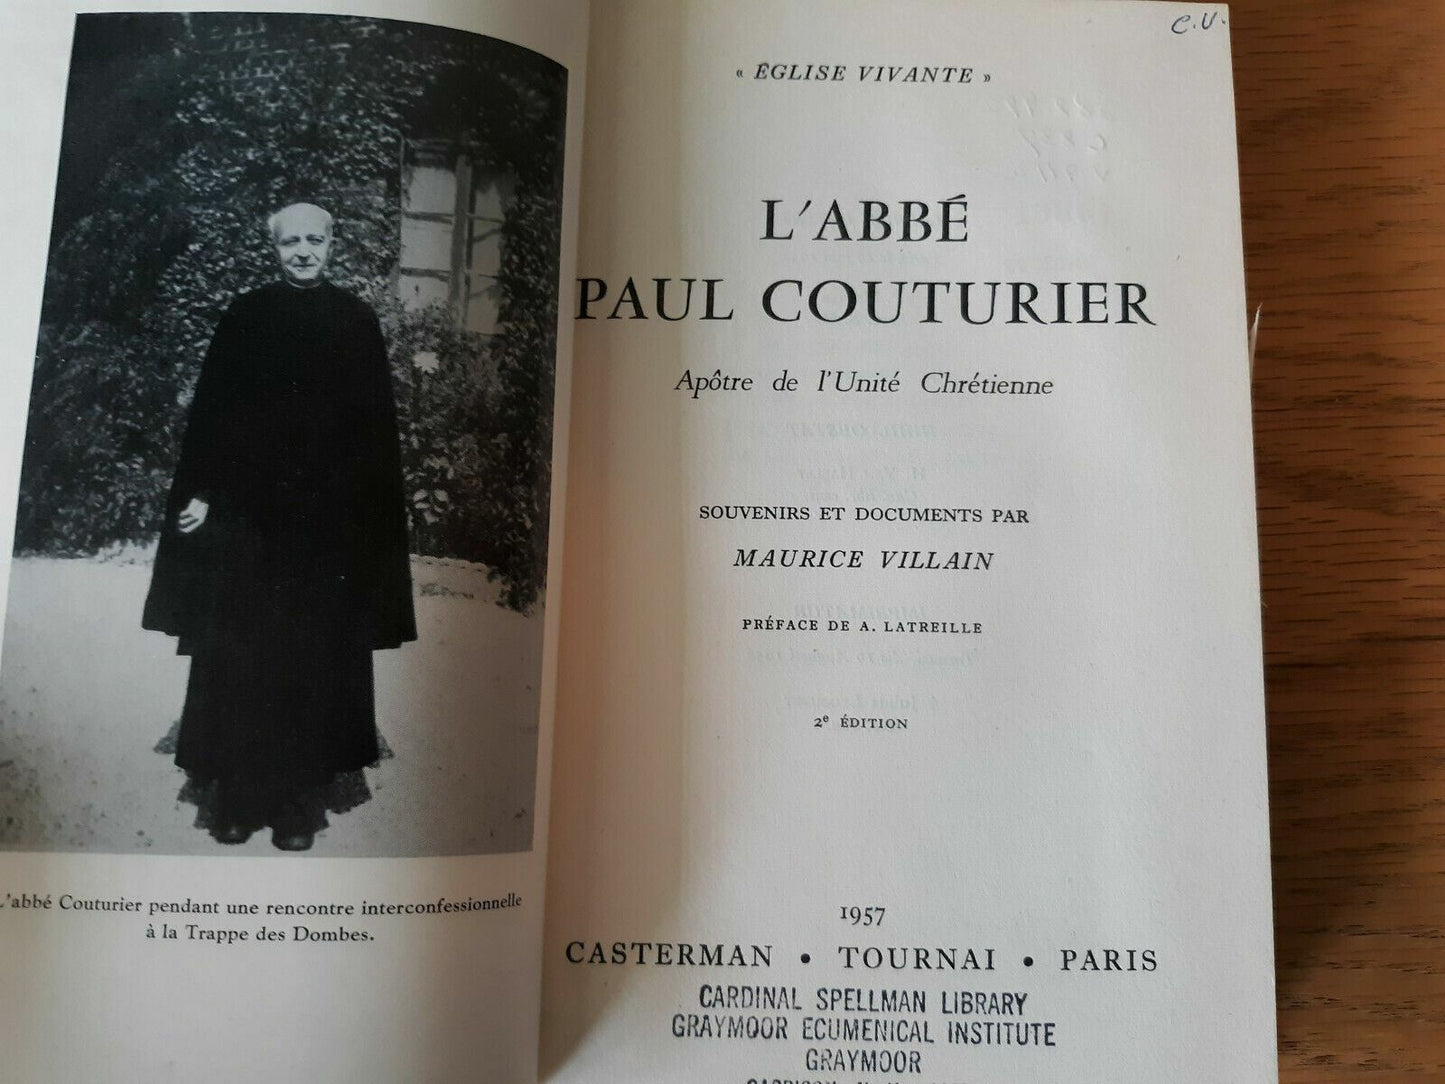 C.V.
« ÉGLISE VIVANTE »
L'ABBÉ
PAUL COUTURIER
Apôtre de l'Unité Chrétienne
SOUVENIRS ET DOCUMENTS PAR
MAURICE VILLAIN
PRÉFACE DE A. LATREILLE
2e ÉDITION
1957
CASTERMAN • TOURNAI • PARIS
CARDINAL SPELLMAN LIBRARY
GRAYMOOR ECUMENICAL INSTITUTE
GRAYMOOR
L'abbé Couturier pendant une rencontre interconfessionnelle
à la Trappe des Dombes.